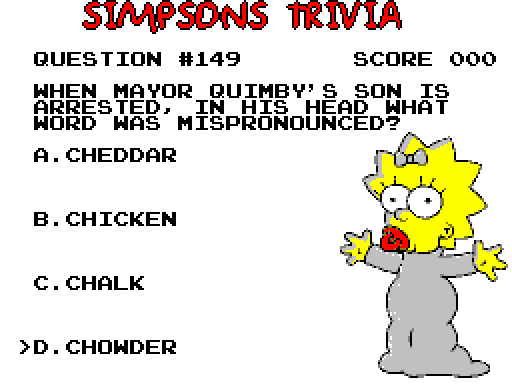 SIMPSONS TRIVIA
QUESTION #149 SCORE 000
WHEN MAYOR QUIMBY'S SON IS
ARRESTED, IN HIS HEAD WHAT
WORD WAS MISPRONOUNCED?
A.CHEDDAR
B.CHICKEN
C.CHALK
>D.CHOWDER